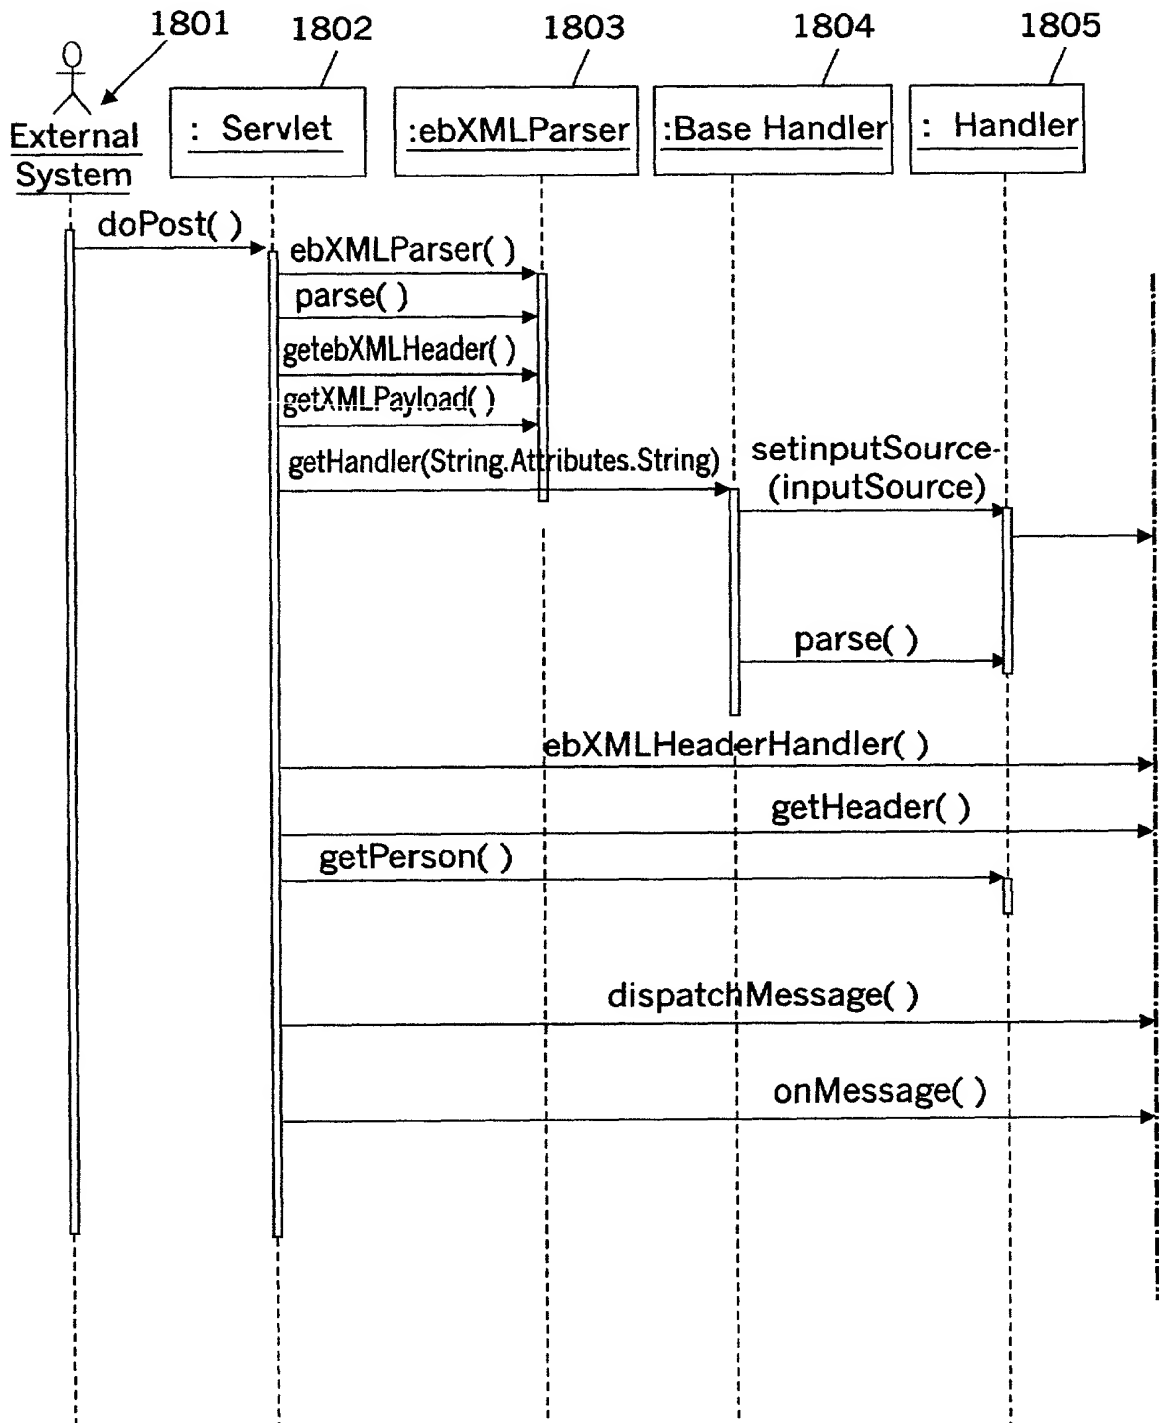 1801
1802
1803
1804
1805
External
System
: Servlet
:ebXMLParser
:Base Handler
: Handler
doPost( )
ebXMLParser( )
parse( )
getebXMLHeader( )
getXMLPayload( )
getHandler(String.Attributes.String)
setinputSource-
(inputSource)
parse( )
ebXMLHeaderHandler( )
getHeader( )
getPerson( )
dispatchMessage( )
onMessage( )